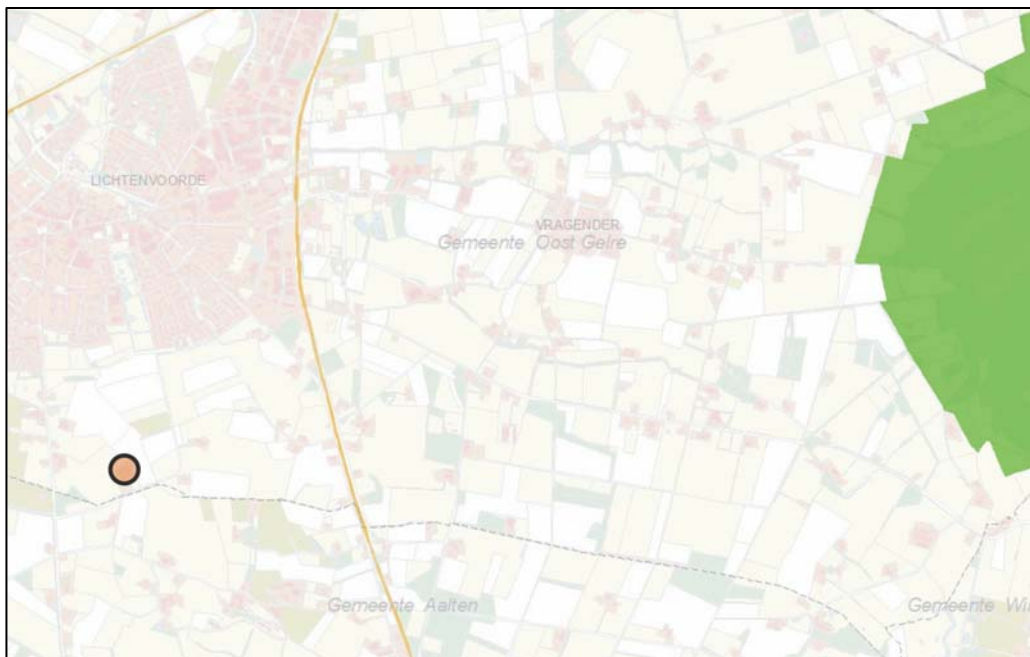 LICHTENVOORDE
VRAGENDER
Gemeente Oost Gelre
Gemeente Aalten
Gemeente Wi